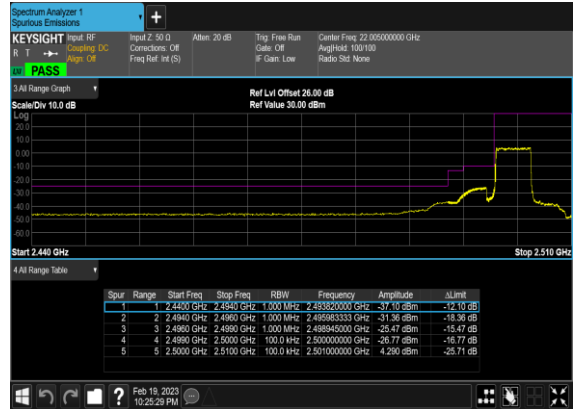 Spectrum Analyzer 1
Spurious Emissions
KEYSIGHT Input: RF
R T Coupling: DC
Align: Off
Input Z: 50 Ω
Corrections: Off
Freq Ref: Int (S)
Atten: 20 dB
Trig: Free Run
Gate: Off
IF Gain: Low
Center Freq: 22.005000000 GHz
Avg|Hold: 100/100
Radio Std: None
PASS
3 All Range Graph
Scale/Div 10.0 dB
Ref Lvl Offset 26.00 dB
Ref Value 30.00 dBm
Log
20.0
10.0
0.00
-10.0
-20.0
-30.0
-40.0
-50.0
-60.0
Start 2.440 GHz Stop 2.510 GHz
4 All Range Table
Spur Range Start Freq Stop Freq RBW Frequency Amplitude ΔLimit
1 1 2.4400 GHz 2.4940 GHz 1.000 MHz 2.493820000 GHz -37.10 dBm -12.10 dB
2 2 2.4940 GHz 2.4960 GHz 1.000 MHz 2.495983333 GHz -31.36 dBm -18.36 dB
3 3 2.4960 GHz 2.4990 GHz 1.000 MHz 2.498945000 GHz -25.47 dBm -15.47 dB
4 4 2.4990 GHz 2.5000 GHz 100.0 kHz 2.500000000 GHz -26.77 dBm -16.77 dB
5 5 2.5000 GHz 2.5100 GHz 100.0 kHz 2.501000000 GHz 4.290 dBm -25.71 dB
? Feb 19, 2023
10:25:29 PM